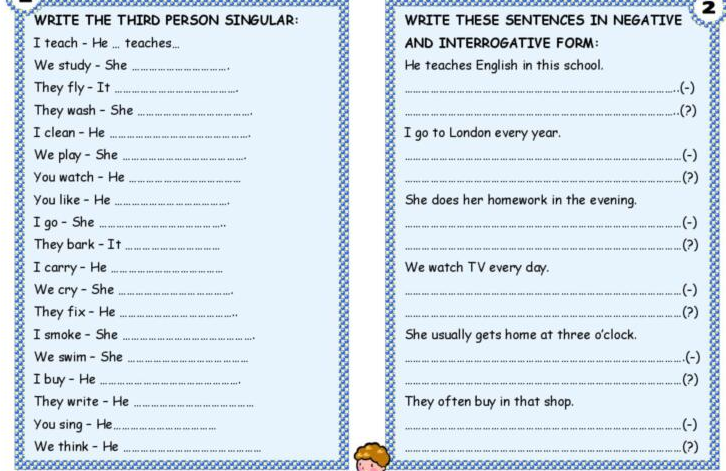 WRITE THE THIRD PERSON SINGULAR:
I teach - He ... teaches...
We study - She ..............................
They fly - It ......................................
They wash - She ...................................
I clean - He ...........................................
We play - She ......................................
You watch - He ...................................
You like - He ...................................
I go - She .......................................
They bark - It .............................
I carry - He ..................................
We cry - She ...................................
They fix - He ....................................
I smoke - She .........................................
We swim - She .....................................
I buy - He ...........................................
They write - He .....................................
You sing - He................................
We think - He ..........................................
2
WRITE THESE SENTENCES IN NEGATIVE
AND INTERROGATIVE FORM:
He teaches English in this school.
....................................................................................(-)
....................................................................................(?)
I go to London every year.
....................................................................................(-)
....................................................................................(?)
She does her homework in the evening.
....................................................................................(-)
....................................................................................(?)
We watch TV every day.
....................................................................................(-)
....................................................................................(?)
She usually gets home at three o'clock.
....................................................................................(-)
....................................................................................(?)
They often buy in that shop.
....................................................................................(-)
....................................................................................(?)